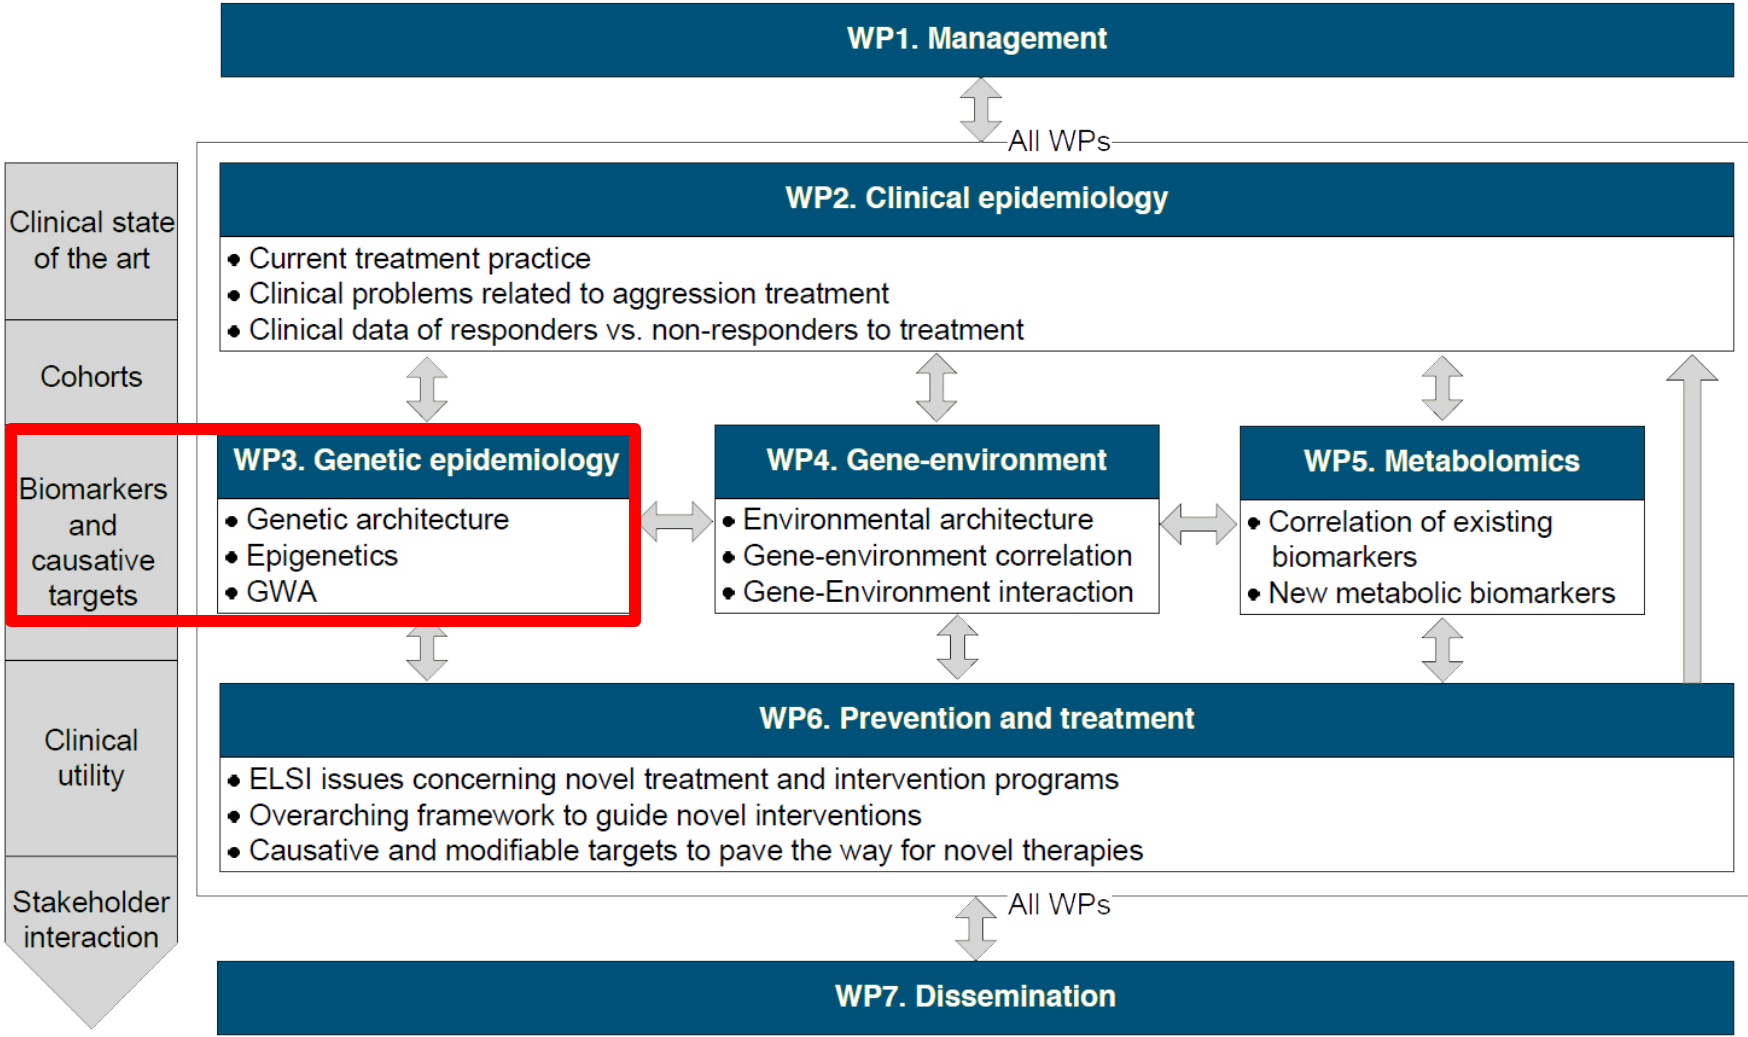 WP1. Management
All WPs
Clinical state
of the art
Cohorts
Biomarkers
and
causative
targets
Clinical
utility
Stakeholder
interaction
WP2. Clinical epidemiology
• Current treatment practice
• Clinical problems related to aggression treatment
• Clinical data of responders vs. non-responders to treatment
WP3. Genetic epidemiology
• Genetic architecture
• Epigenetics
• GWA
WP4. Gene-environment
• Environmental architecture
• Gene-environment correlation
• Gene-Environment interaction
WP5. Metabolomics
• Correlation of existing
biomarkers
• New metabolic biomarkers
WP6. Prevention and treatment
• ELSI issues concerning novel treatment and intervention programs
• Overarching framework to guide novel interventions
• Causative and modifiable targets to pave the way for novel therapies
All WPs
WP7. Dissemination